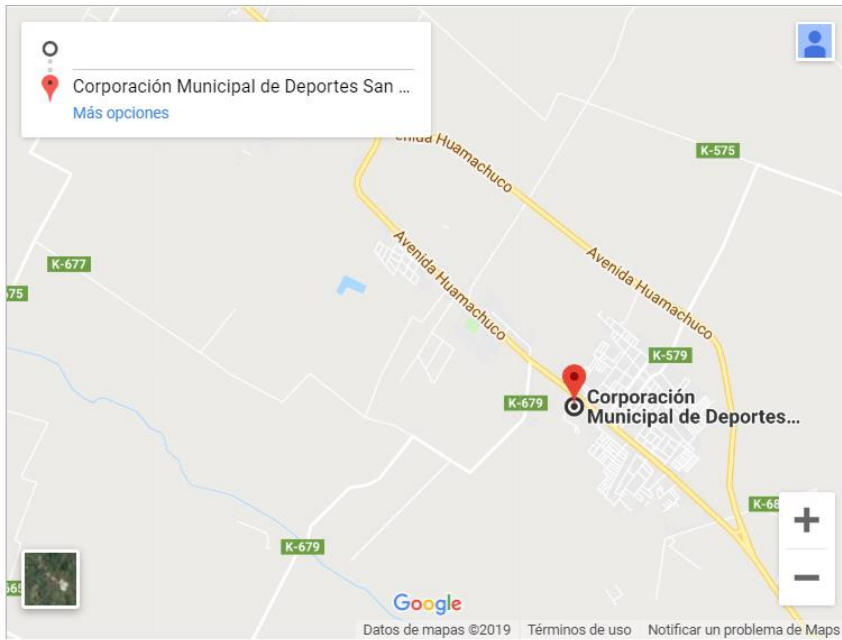 Corporación Municipal de Deportes San ...
Más opciones
Avenida Huamachuco
K-575
Avenida Huamachuco
Avenida Huamachuco
K-677
K-579
K-679
Corporación
Municipal de Deportes...
K-679
Google
Datos de mapas ©2019 Términos de uso Notificar un problema de Maps